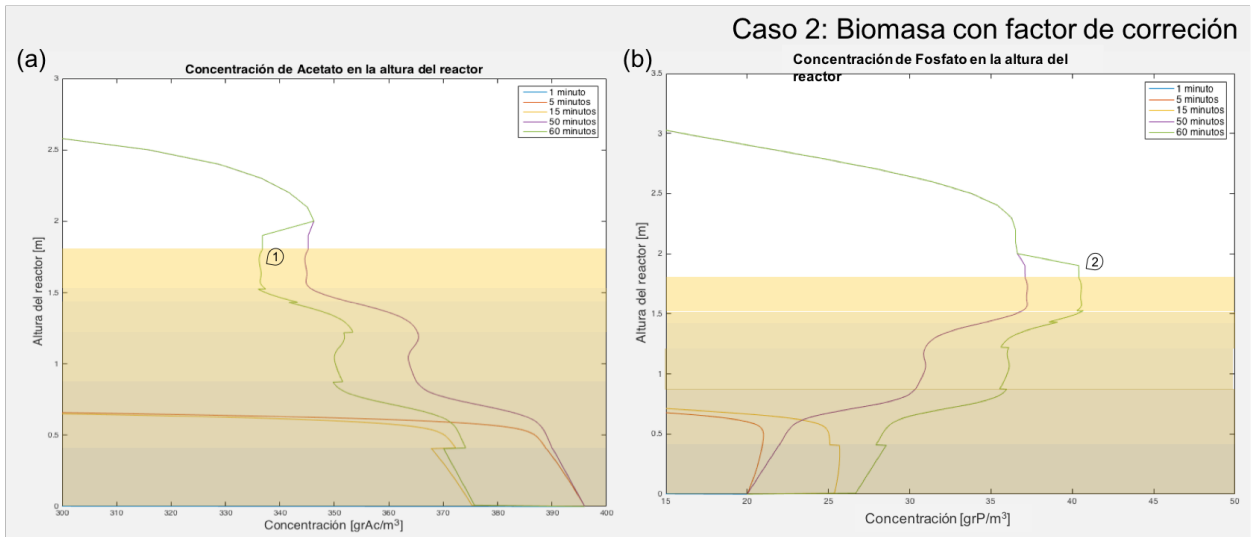 Caso 2: Biomasa con factor de correción
(a)
Concentración de Acetato en la altura del reactor
3
2.5
2
1.5
1
0.5
0
Altura del reactor [m]
1 minuto
5 minutos
15 minutos
50 minutos
60 minutos
1
300
310
320
330
340
350
360
370
380
390
400
Concentración [grAc/m³]
(b)
Concentración de Fosfato en la altura del
reactor
3.5
3
2.5
2
1.5
1
0.5
0
Altura del reactor [m]
1 minuto
5 minutos
15 minutos
50 minutos
60 minutos
2
15
20
25
30
35
40
45
50
Concentración [grP/m³]